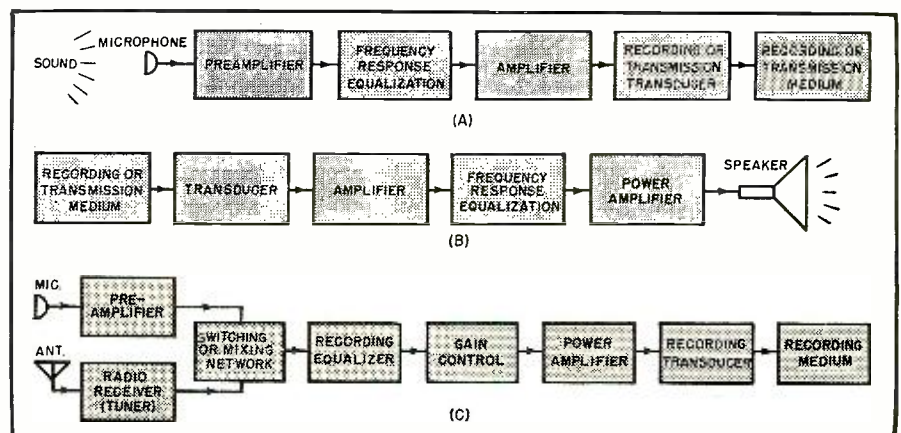 SOUND
MICROPHONE
PREAMPLIFIER
FREQUENCY
RESPONSE
EQUALIZATION
AMPLIFIER
RECORDING OR
TRANSMISSION
TRANSDUCER
RECORDING OR
TRANSMISSION
MEDIUM
(A)
RECORDING OR
TRANSMISSION
MEDIUM
TRANSDUCER
AMPLIFIER
FREQUENCY
RESPONSE
EQUALIZATION
POWER
AMPLIFIER
SPEAKER
(B)
MIC.
PRE-
AMPLIFIER
ANT.
RADIO
RECEIVER
(TUNER)
SWITCHING
OR MIXING
NETWORK
RECORDING
EQUALIZER
GAIN
CONTROL
POWER
AMPLIFIER
RECORDING
TRANSDUCER
RECORDING
MEDIUM
(C)